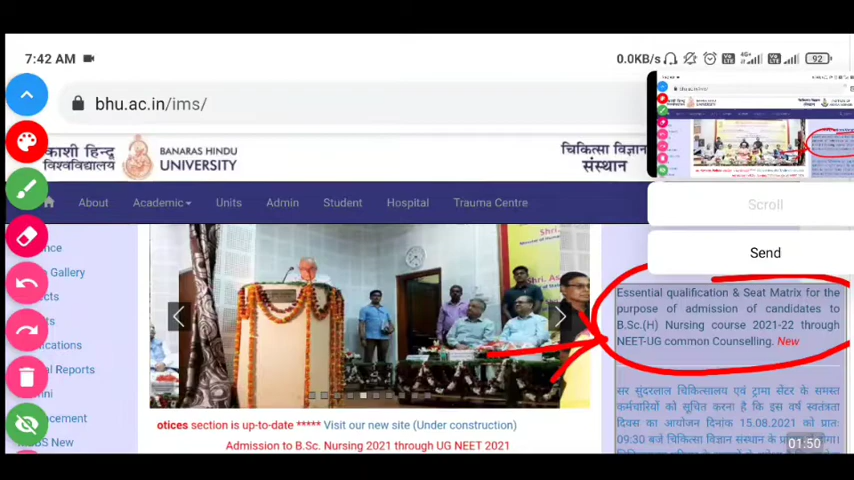 7:42 AM
0.0KB/s
4G+
92
bhu.ac.in/ims/
काशी हिन्दू
विश्वविद्यालय
BANARAS HINDU
UNIVERSITY
चिकित्सा विज्ञान
संस्थान
About
Academic
Units
Admin
Student
Hospital
Trauma Centre
Scroll
Send
Gallery
Reports
New
Shri.
Shri. As
Essential qualification & Seat Matrix for the
purpose of admission of candidates to
B.Sc.(H) Nursing course 2021-22 through
NEET-UG common Counselling. New
सर सुंदरलाल चिकित्सालय एवं ट्रामा सेंटर के समस्त
कर्मचारियों को सूचित करना है कि इस वर्ष स्वतंत्रता
दिवस का आयोजन दिनांक 15.08.2021 को प्रात:
09:30 बजे चिकित्सा विज्ञान संस्थान के
01:50
otices section is up-to-date ***** Visit our new site (Under construction)
Admission to B.Sc. Nursing 2021 through UG NEET 2021